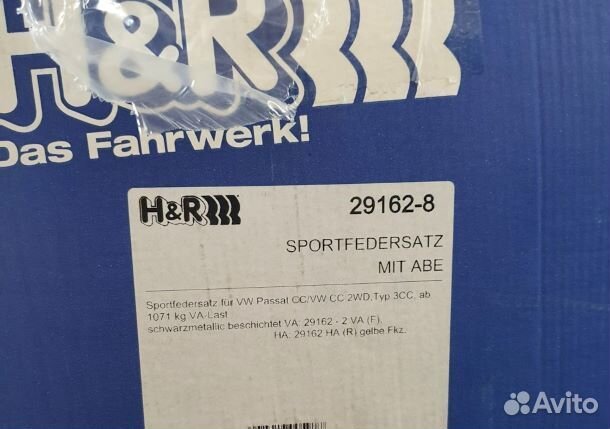 H&R
Das Fahrwerk!
H&R
29162-8
SPORTFEDERSATZ
MIT ABE
Sportfedersatz für VW Passat CC/VW CC 2WD,Typ 3CC, ab
1071 kg VA-Last
schwarzmetallic beschichtet VA: 29162 - 2 VA (F),
HA: 29162 HA (R) gelbe Fkz.
Avito